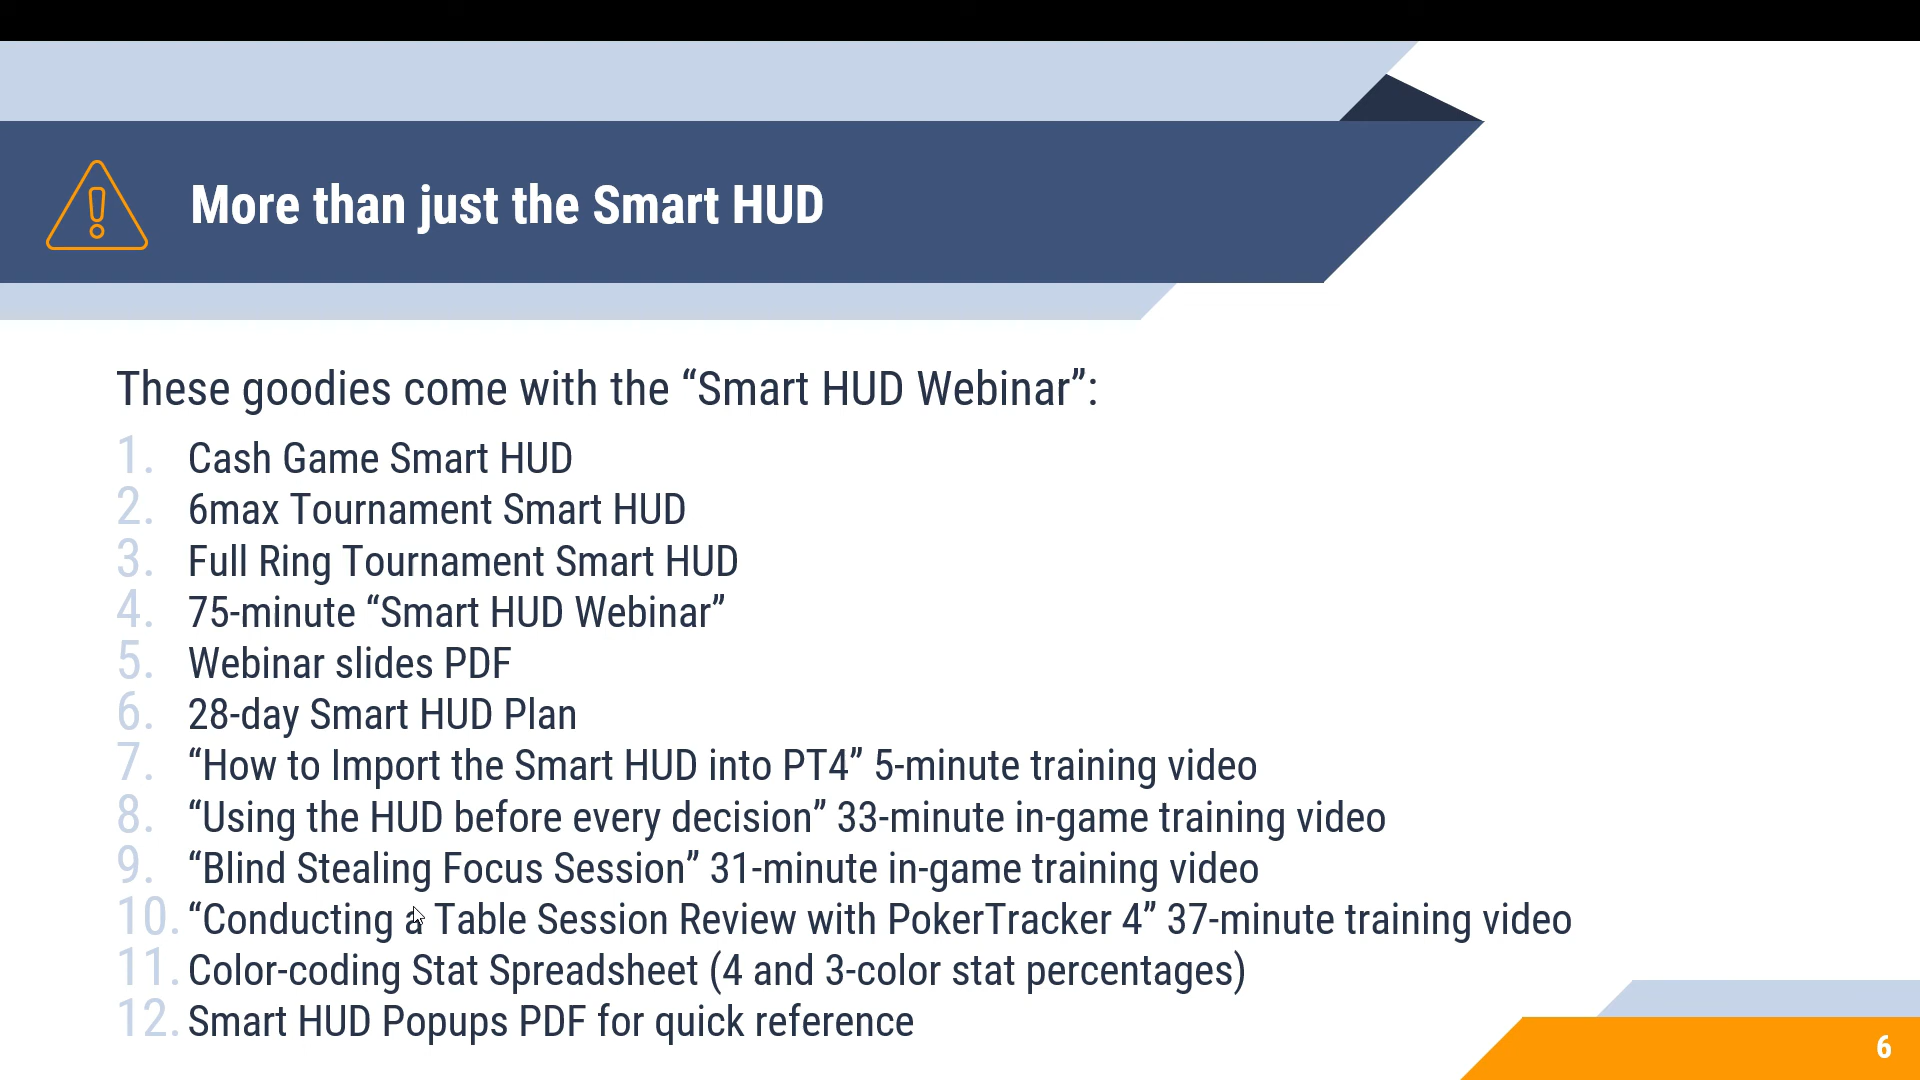 More than just the Smart HUD
These goodies come with the “Smart HUD Webinar”:
1. Cash Game Smart HUD
2. 6max Tournament Smart HUD
3. Full Ring Tournament Smart HUD
4. 75-minute “Smart HUD Webinar”
5. Webinar slides PDF
6. 28-day Smart HUD Plan
7. “How to Import the Smart HUD into PT4” 5-minute training video
8. “Using the HUD before every decision” 33-minute in-game training video
9. “Blind Stealing Focus Session” 31-minute in-game training video
10. “Conducting a Table Session Review with PokerTracker 4” 37-minute training video
11. Color-coding Stat Spreadsheet (4 and 3-color stat percentages)
12. Smart HUD Popups PDF for quick reference
6